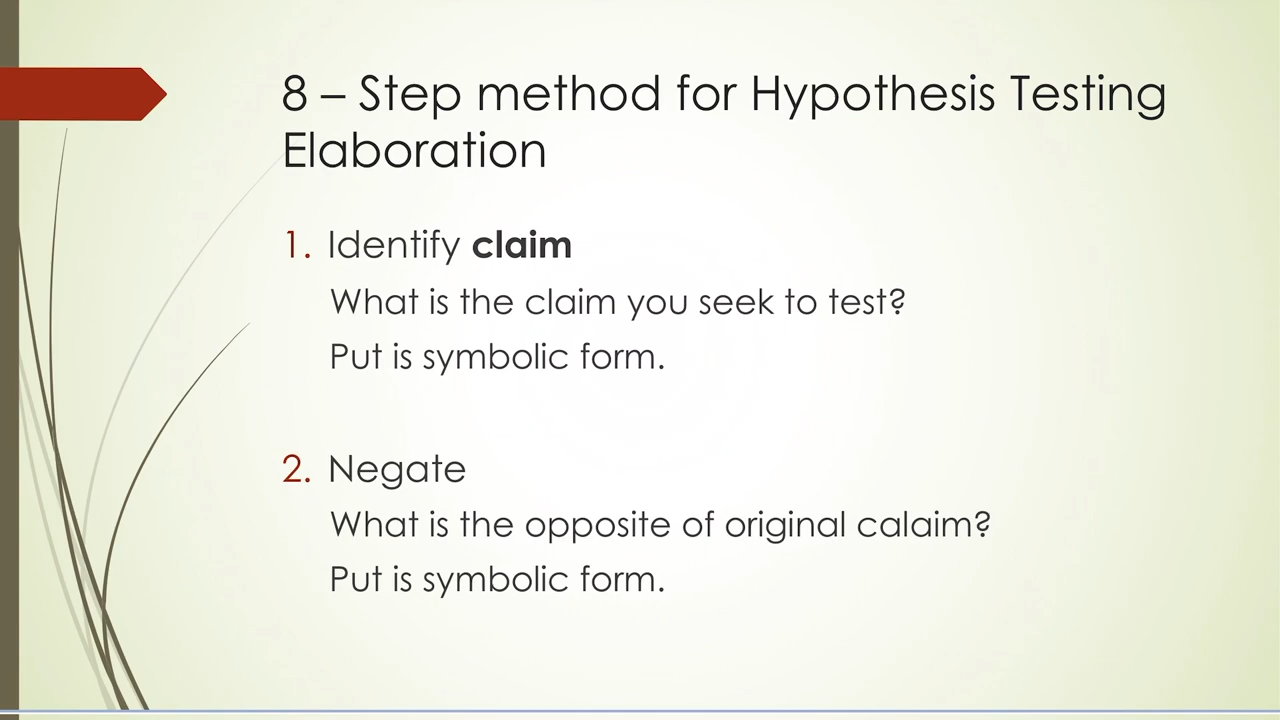 8 – Step method for Hypothesis Testing
Elaboration
1. Identify claim
What is the claim you seek to test?
Put is symbolic form.
2. Negate
What is the opposite of original calaim?
Put is symbolic form.